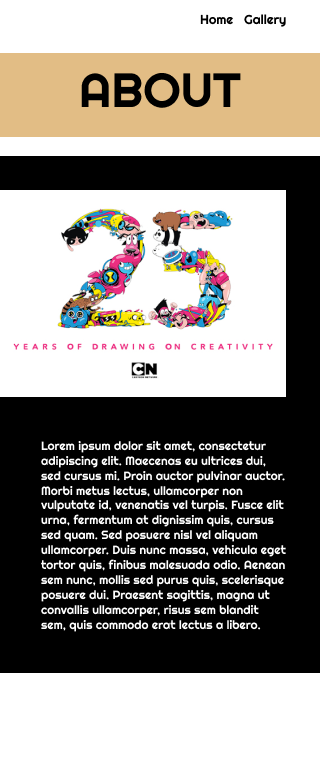 Home Gallery
ABOUT
25
YEARS OF DRAWING ON CREATIVITY
CN
Lorem ipsum dolor sit amet, consectetur
adipiscing elit. Maecenas eu ultrices dui,
sed cursus mi. Proin auctor pulvinar auctor.
Morbi metus lectus, ullamcorper non
vulputate id, venenatis vel turpis. Fusce elit
urna, fermentum at dignissim quis, cursus
sed quam. Sed posuere nisl vel aliquam
ullamcorper. Duis nunc massa, vehicula eget
tortor quis, finibus malesuada odio. Aenean
sem nunc, mollis sed purus quis, scelerisque
posuere dui. Praesent sagittis, magna ut
convallis ullamcorper, risus sem blandit
sem, quis commodo erat lectus a libero.